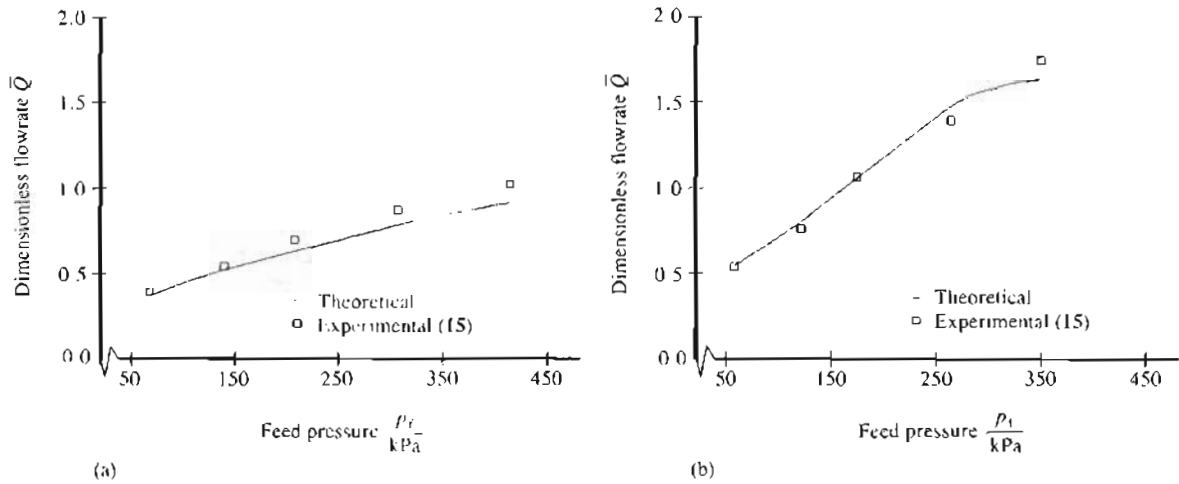 2.0
1.5
1.0
0.5
0.0
Dimensionless flowrate Q̅
Theoretical
Experimental (15)
50 150 250 350 450
Feed pressure p_f / kPa
(a)
2.0
1.5
1.0
0.5
0.0
Dimensionless flowrate Q̅
Theoretical
Experimental (15)
50 150 250 350 450
Feed pressure p_f / kPa
(b)